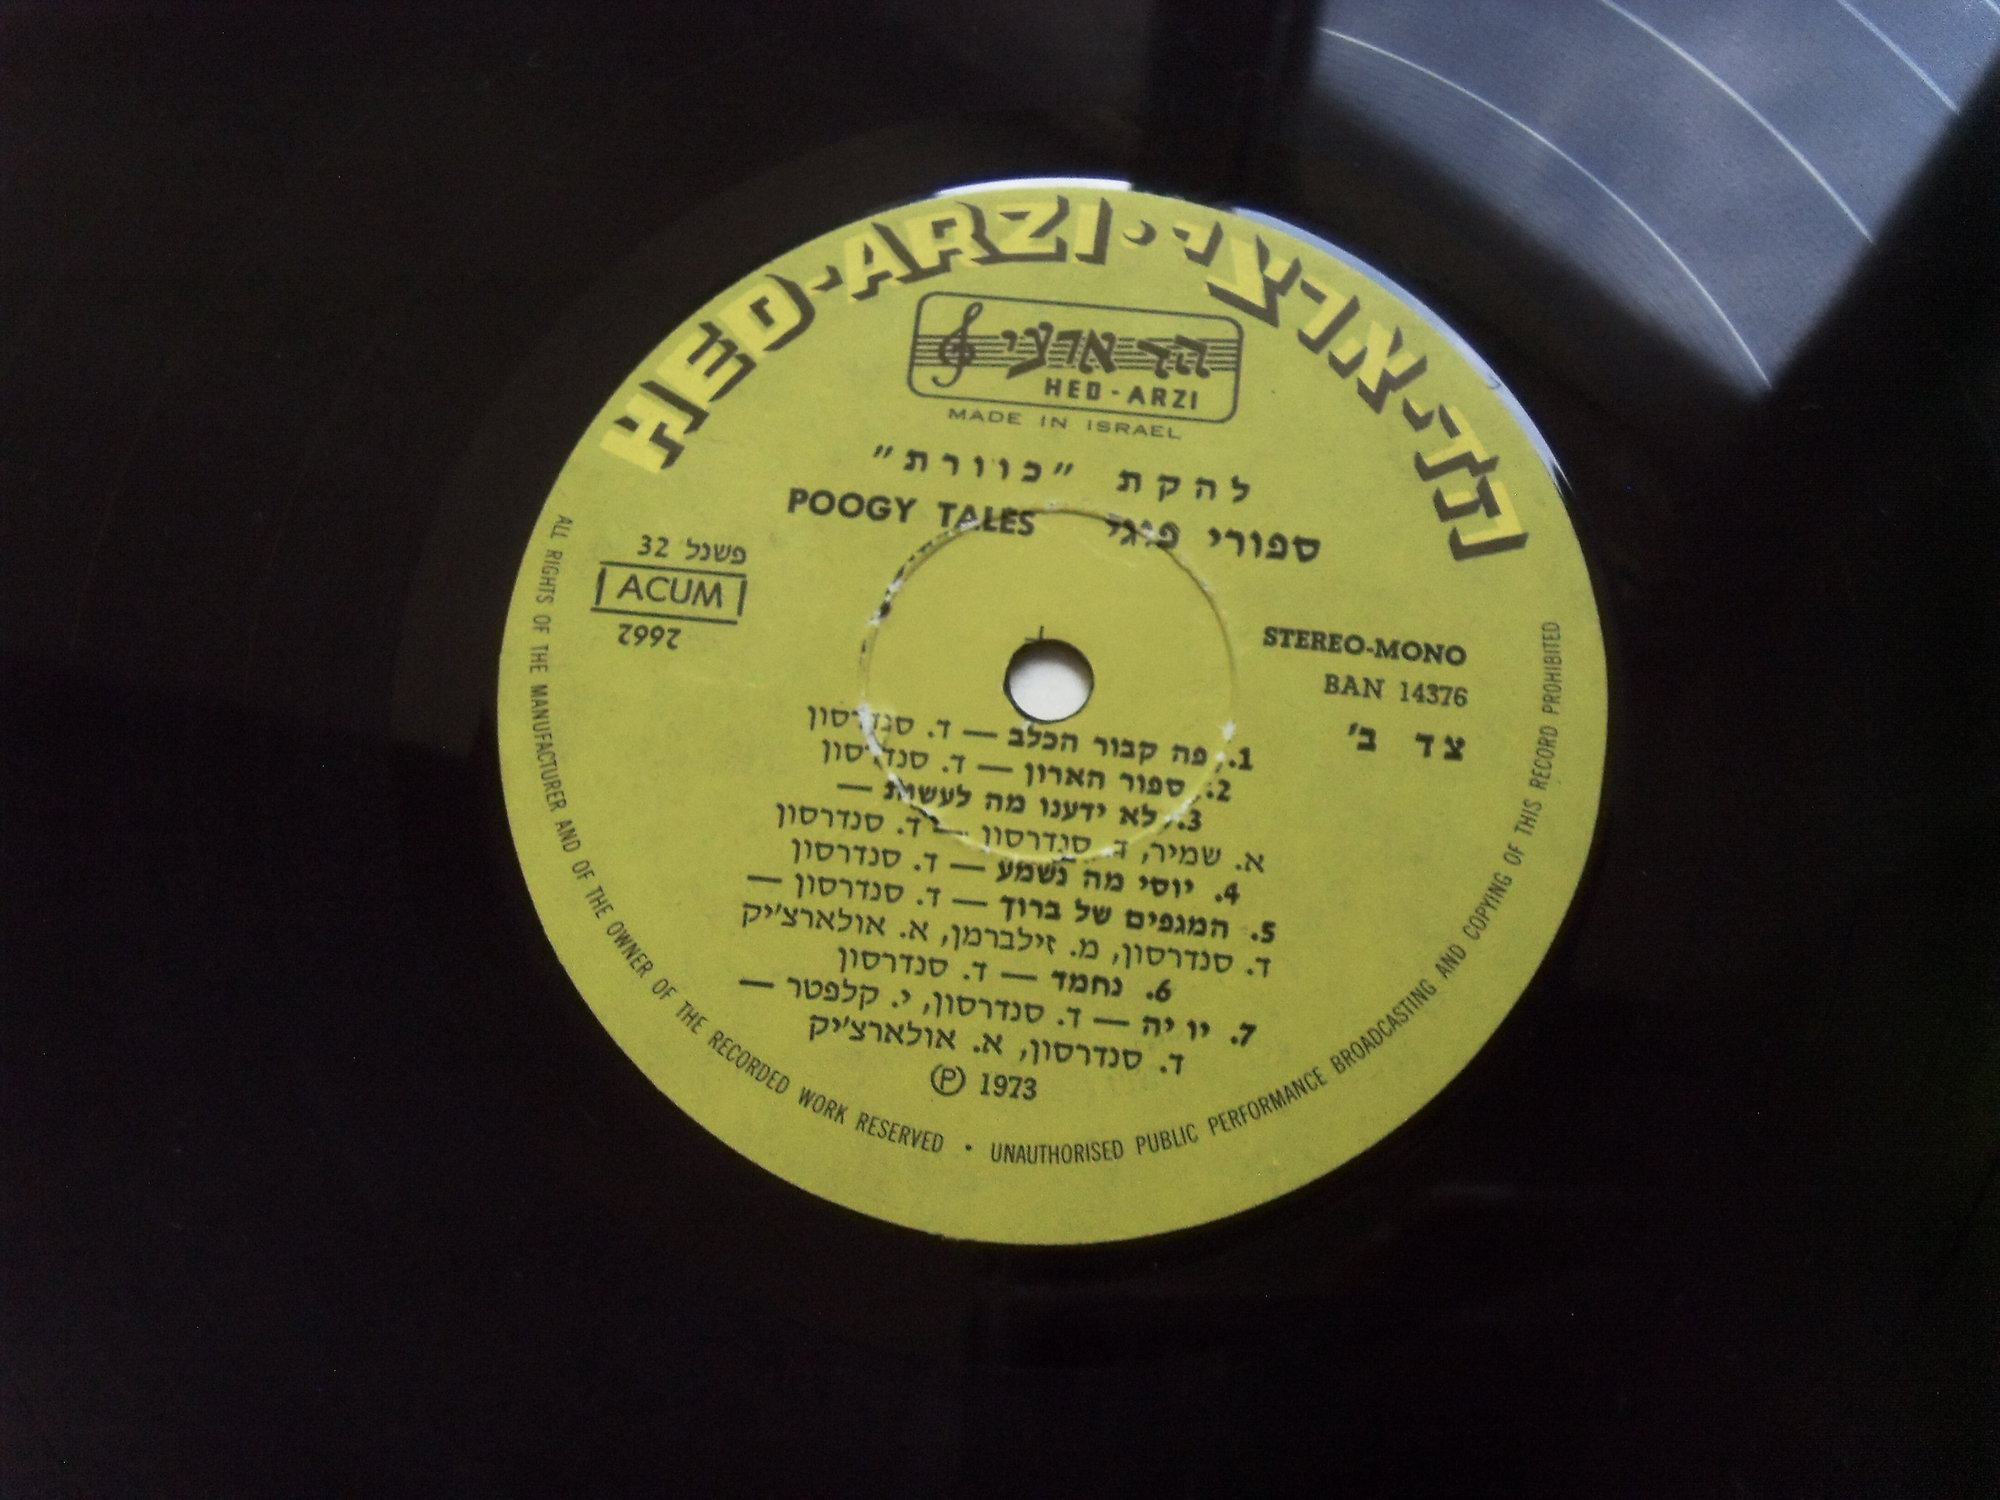 HED-ARZI · הד-ארצי
הד ארצי
HED-ARZI
MADE IN ISRAEL
להקת "כוורת"
ספורי פוגי POOGY TALES
פשנל 32
ACUM
2662
STEREO-MONO
BAN 14376
צד ב'
1. פה קבור הכלב — ד. סנדרסון
2. ספור הארון — ד. סנדרסון
3. לא ידענו מה לעשות —
א. שמיר, ד. סנדרסון — ד. סנדרסון
4. יוסי מה נשמע — ד. סנדרסון
5. המגפים של ברוך — ד. סנדרסון —
ד. סנדרסון, מ. זילברמן, א. אולארצ'יק
6. נחמד — ד. סנדרסון
7. יו יה — ד. סנדרסון, י. קלפטר —
ד. סנדרסון, א. אולארצ'יק
Ⓟ 1973
ALL RIGHTS OF THE MANUFACTURER AND OF THE OWNER OF THE RECORDED WORK RESERVED • UNAUTHORISED PUBLIC PERFORMANCE BROADCASTING AND COPYING OF THIS RECORD PROHIBITED